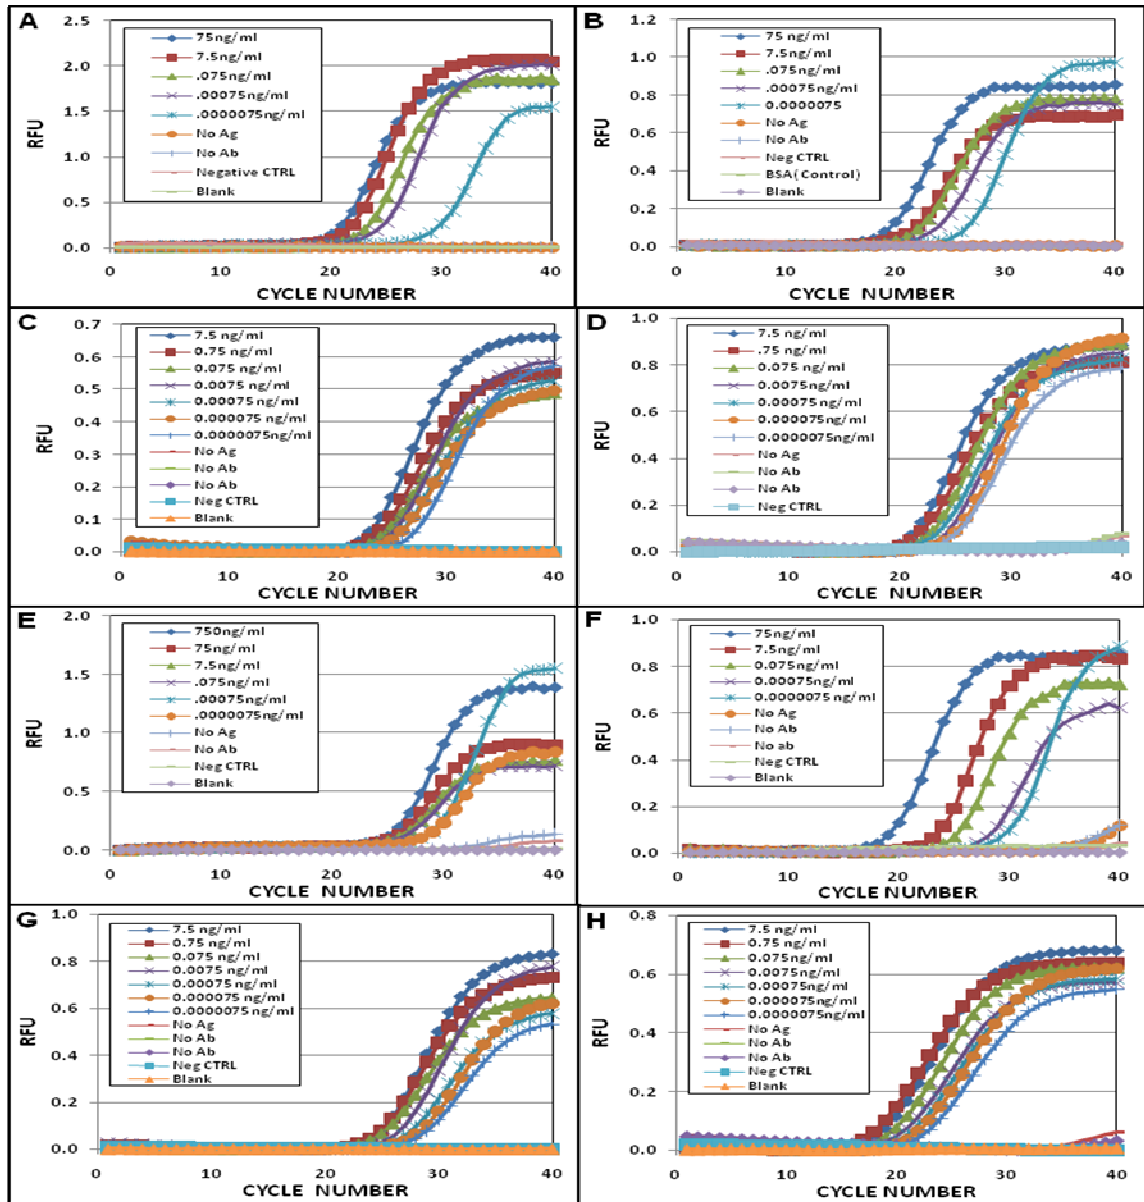 A
RFU
2.5
2.0
1.5
1.0
0.5
0.0
75ng/ml
7.5ng/ml
.075ng/ml
.00075ng/ml
.0000075ng/ml
No Ag
No Ab
Negative CTRL
Blank
0 10 20 30 40
CYCLE NUMBER
B
RFU
1.2
1.0
0.8
0.6
0.4
0.2
0.0
75 ng/ml
7.5ng/ml
.075ng/ml
.00075ng/ml
0.0000075
No Ag
No Ab
Neg CTRL
BSA(Control)
Blank
0 10 20 30 40
CYCLE NUMBER
C
RFU
0.7
0.6
0.5
0.4
0.3
0.2
0.1
0.0
7.5 ng/ml
0.75 ng/ml
0.075 ng/ml
0.0075 ng/ml
0.00075 ng/ml
0.000075 ng/ml
0.0000075ng/ml
No Ag
No Ab
No Ab
Neg CTRL
Blank
0 10 20 30 40
CYCLE NUMBER
D
RFU
1.0
0.8
0.6
0.4
0.2
0.0
7.5 ng/ml
.75 ng/ml
0.075 ng/ml
0.0075 ng/ml
0.00075 ng/ml
0.000075ng/ml
0.0000075ng/ml
No Ag
No Ab
No Ab
Neg CTRL
0 10 20 30 40
CYCLE NUMBER
E
RFU
2.0
1.5
1.0
0.5
0.0
750ng/ml
75ng/ml
7.5ng/ml
.075ng/ml
.00075ng/ml
.0000075ng/ml
No Ag
No Ab
Neg CTRL
Blank
0 10 20 30 40
CYCLE NUMBER
F
RFU
1.0
0.8
0.6
0.4
0.2
0.0
75ng/ml
7.5ng/ml
0.075ng/ml
0.00075ng/ml
0.0000075ng/ml
No Ag
No Ab
No ab
Neg CTRL
Blank
0 10 20 30 40
CYCLE NUMBER
G
RFU
1.0
0.8
0.6
0.4
0.2
0.0
7.5 ng/ml
0.75 ng/ml
0.075 ng/ml
0.0075 ng/ml
0.00075 ng/ml
0.000075 ng/ml
0.0000075 ng/ml
No Ag
No Ab
No Ab
Neg CTRL
Blank
0 10 20 30 40
CYCLE NUMBER
H
RFU
0.8
0.6
0.4
0.2
0.0
7.5 ng/ml
0.75 ng/ml
0.075 ng/ml
0.0075 ng/ml
0.00075ng/ml
0.000075ng/ml
0.0000075ng/ml
No Ag
No Ab
No Ab
Neg CTRL
Blank
0 10 20 30 40
CYCLE NUMBER